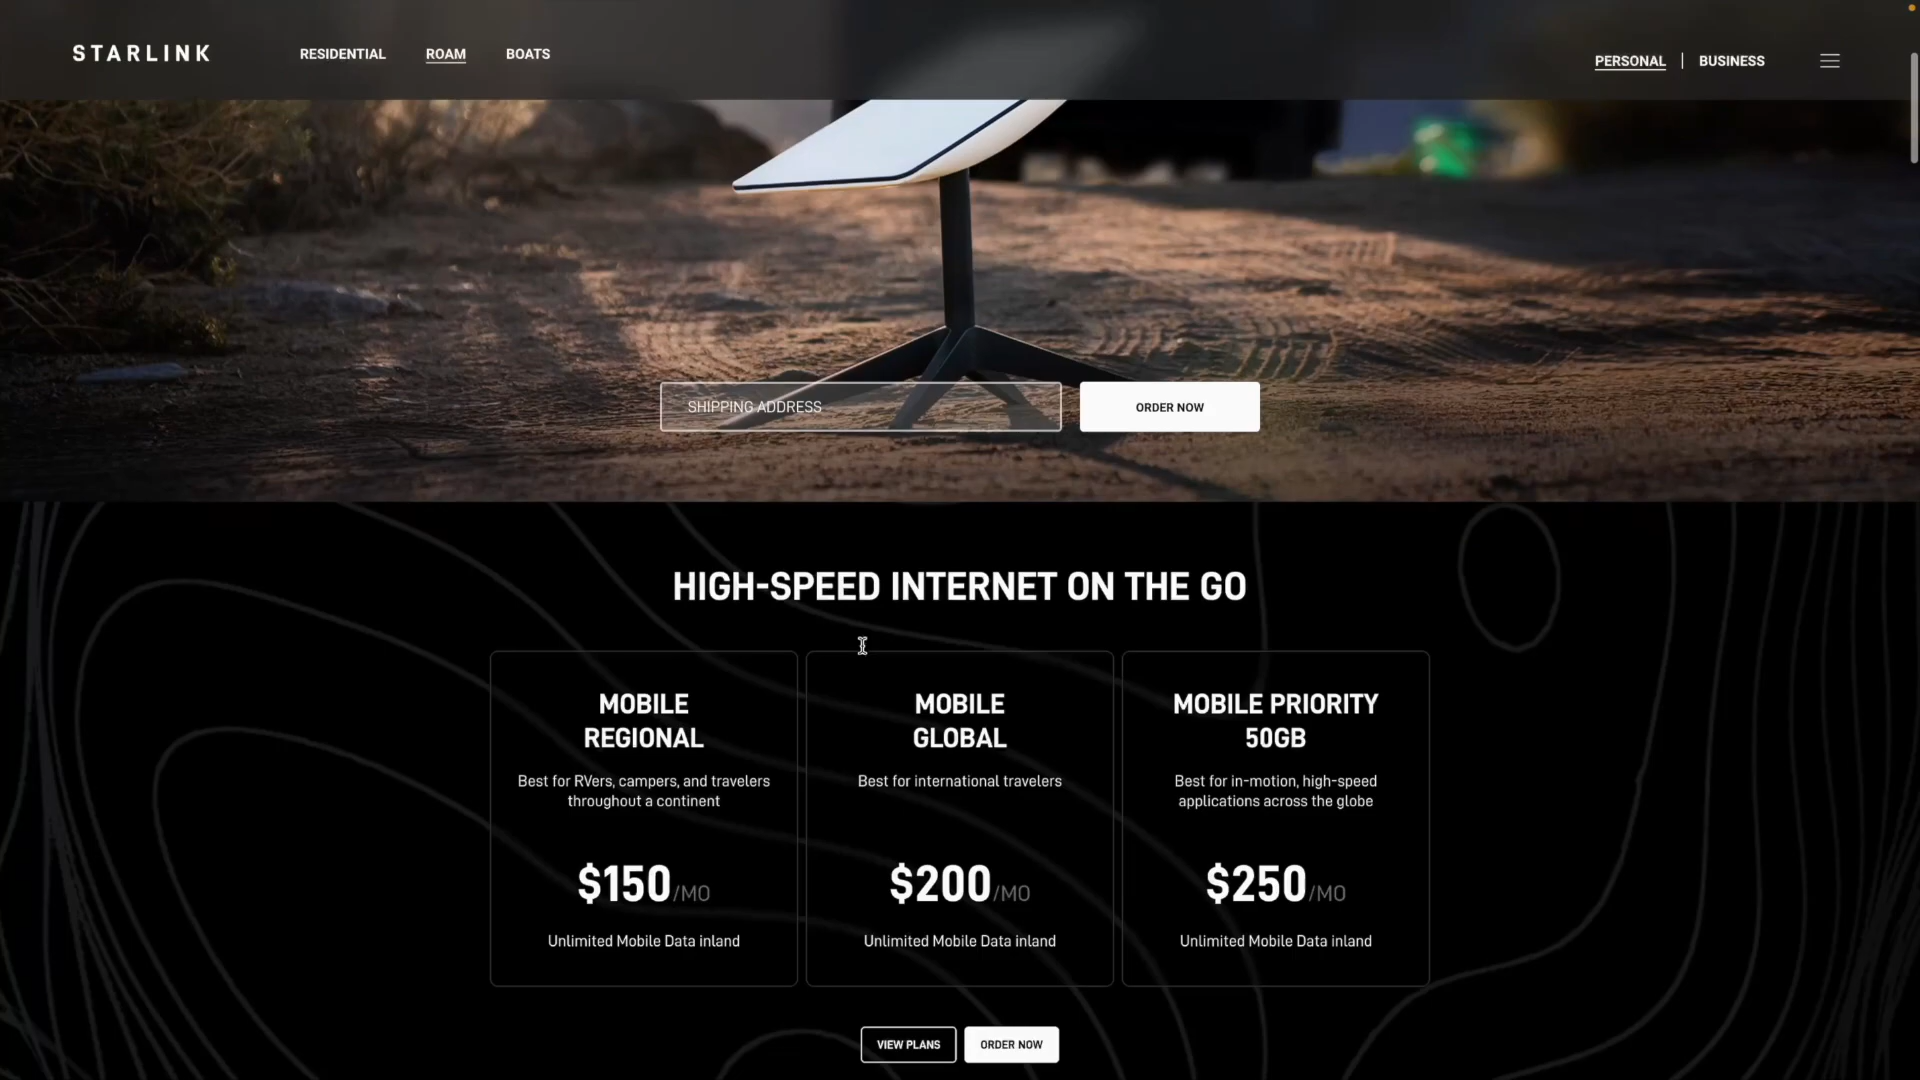 STARLINK
RESIDENTIAL
ROAM
BOATS
PERSONAL
BUSINESS
SHIPPING ADDRESS
ORDER NOW
HIGH-SPEED INTERNET ON THE GO
MOBILE
REGIONAL
Best for RVers, campers, and travelers
throughout a continent
$150/MO
Unlimited Mobile Data inland
MOBILE
GLOBAL
Best for international travelers
$200/MO
Unlimited Mobile Data inland
MOBILE PRIORITY
50GB
Best for in-motion, high-speed
applications across the globe
$250/MO
Unlimited Mobile Data inland
VIEW PLANS
ORDER NOW